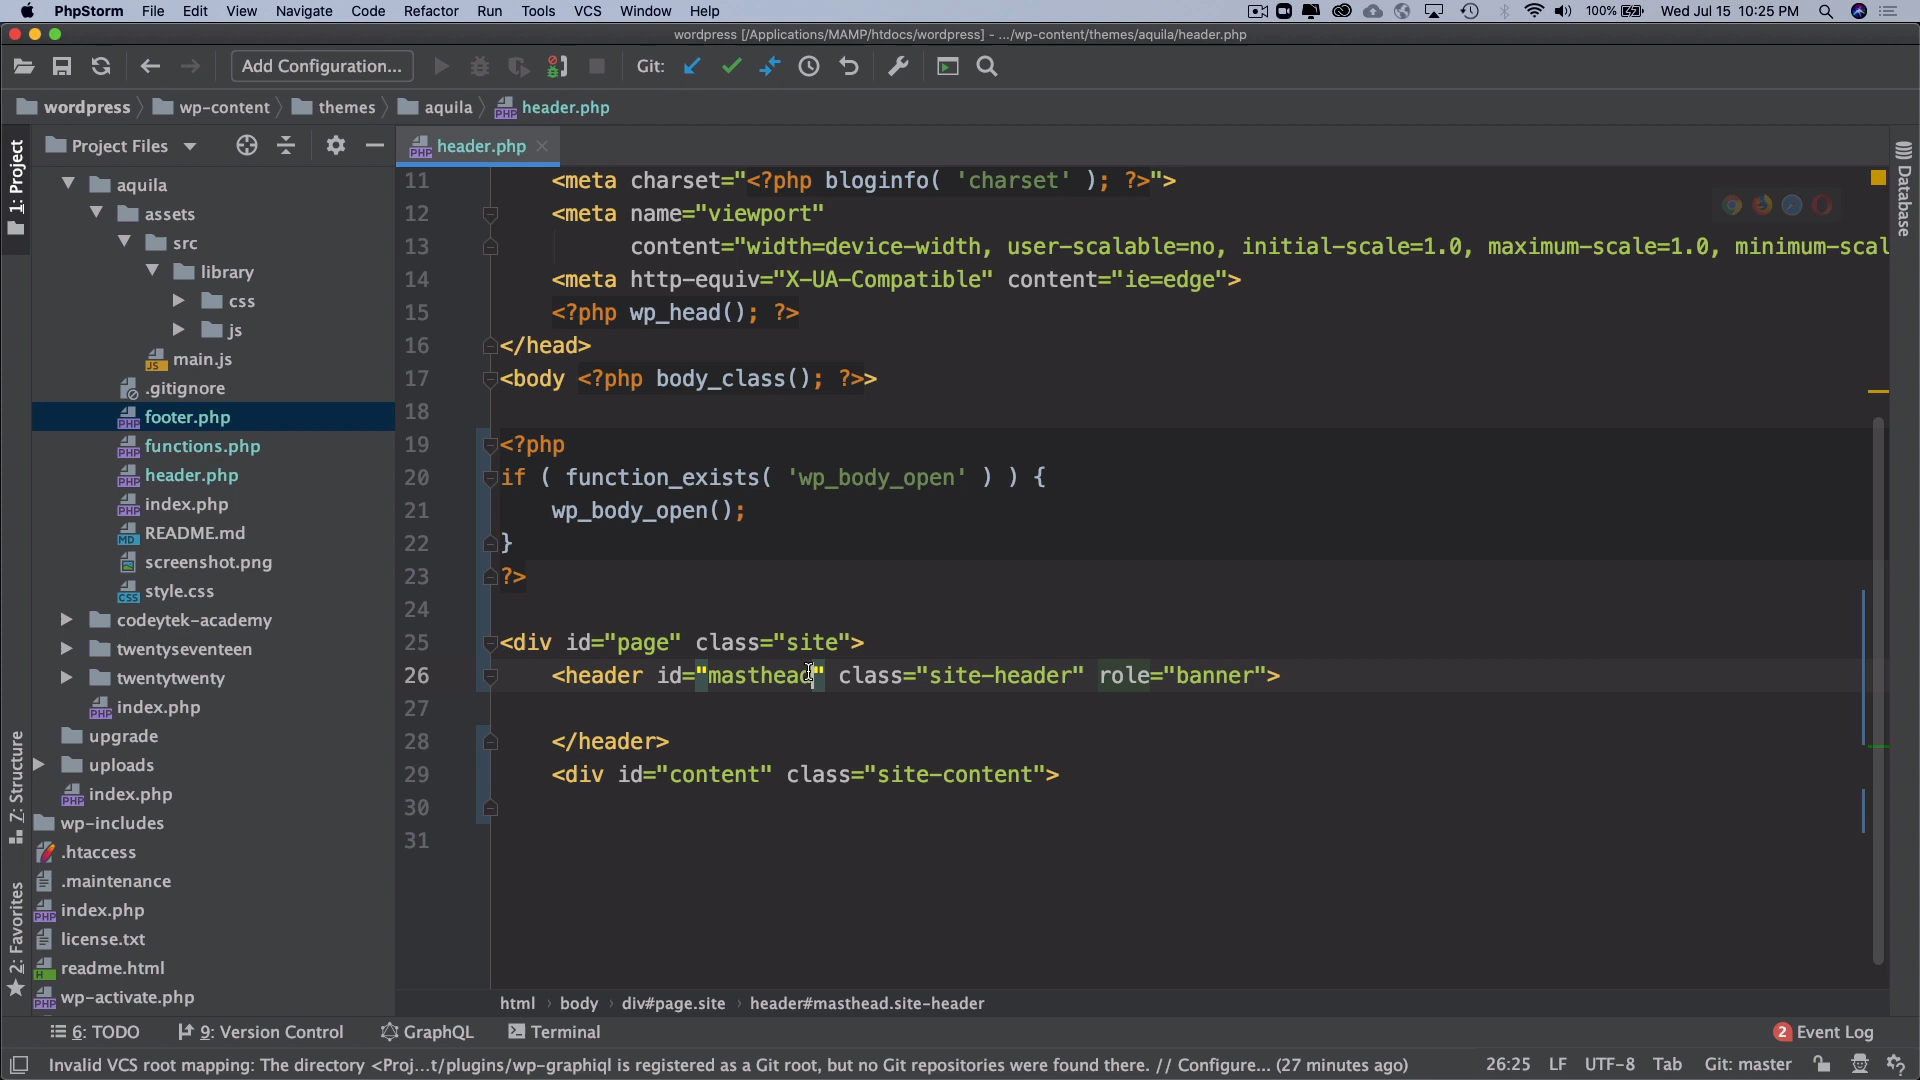 PhpStorm File Edit View Navigate Code Refactor Run Tools VCS Window Help 100% Wed Jul 15 10:25 PM
wordpress [/Applications/MAMP/htdocs/wordpress] - .../wp-content/themes/aquila/header.php
Add Configuration... Git:
wordpress wp-content themes aquila header.php
1: Project
Z: Structure
2: Favorites
Project Files
aquila
assets
src
library
css
js
main.js
.gitignore
footer.php
functions.php
header.php
index.php
README.md
screenshot.png
style.css
codeytek-academy
twentyseventeen
twentytwenty
index.php
upgrade
uploads
index.php
wp-includes
.htaccess
.maintenance
index.php
license.txt
readme.html
wp-activate.php
header.php
11 <meta charset="<?php bloginfo( 'charset' ); ?>">
12 <meta name="viewport"
13 content="width=device-width, user-scalable=no, initial-scale=1.0, maximum-scale=1.0, minimum-scal
14 <meta http-equiv="X-UA-Compatible" content="ie=edge">
15 <?php wp_head(); ?>
16 </head>
17 <body <?php body_class(); ?>>
18
19 <?php
20 if ( function_exists( 'wp_body_open' ) ) {
21 wp_body_open();
22 }
23 ?>
24
25 <div id="page" class="site">
26 <header id="masthead" class="site-header" role="banner">
27
28 </header>
29 <div id="content" class="site-content">
30
31
Database
html › body › div#page.site › header#masthead.site-header
6: TODO 9: Version Control GraphQL Terminal 2 Event Log
Invalid VCS root mapping: The directory <Proj...t/plugins/wp-graphiql is registered as a Git root, but no Git repositories were found there. // Configure... (27 minutes ago) 26:25 LF UTF-8 Tab Git: master